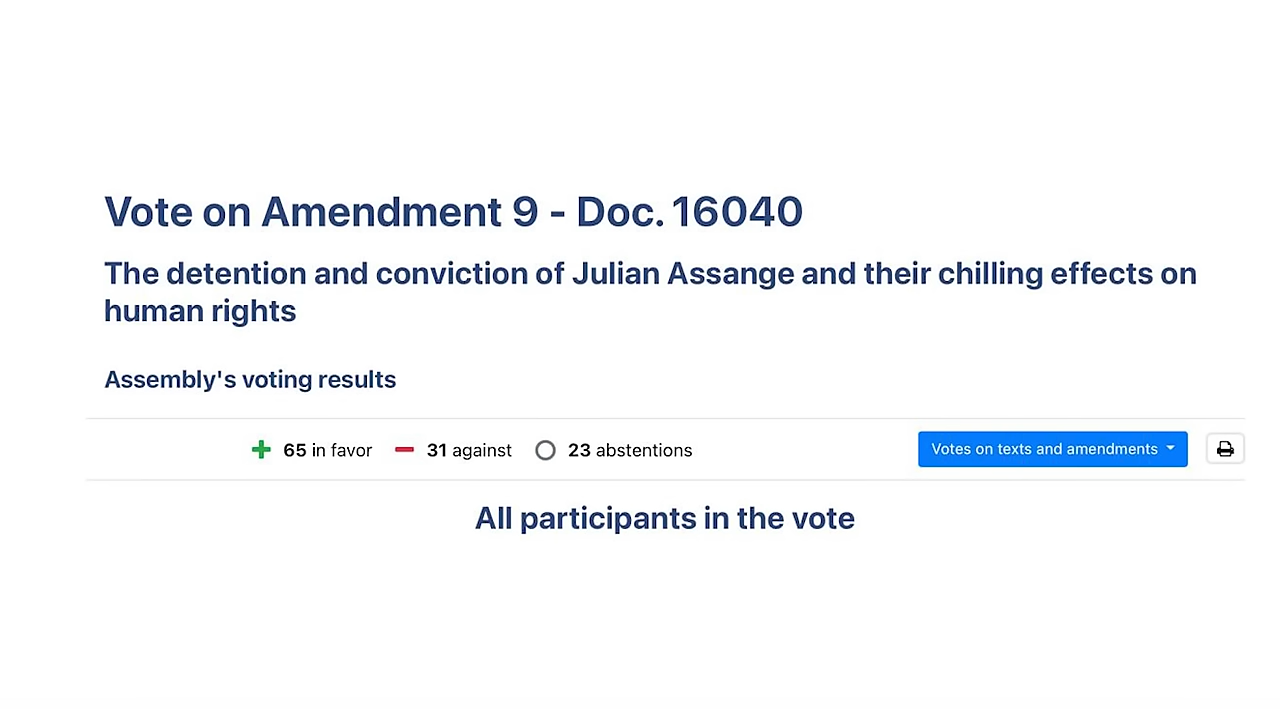 Vote on Amendment 9 - Doc. 16040
The detention and conviction of Julian Assange and their chilling effects on
human rights
Assembly's voting results
65 in favor 31 against 23 abstentions Votes on texts and amendments
All participants in the vote